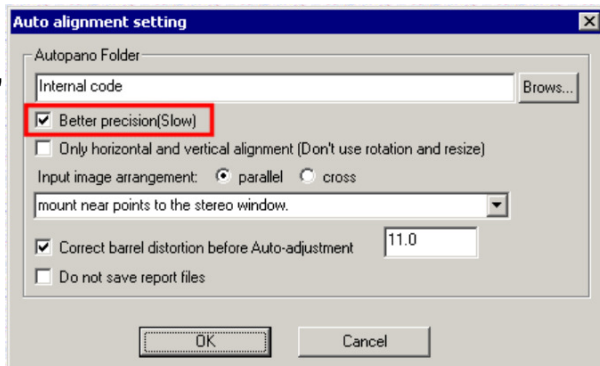 Auto alignment setting
Autopano Folder
Internal code
Brows...
Better precision(Slow)
Only horizontal and vertical alignment (Don't use rotation and resize)
Input image arrangement: parallel cross
mount near points to the stereo window.
Correct barrel distortion before Auto-adjustment 11.0
Do not save report files
OK Cancel